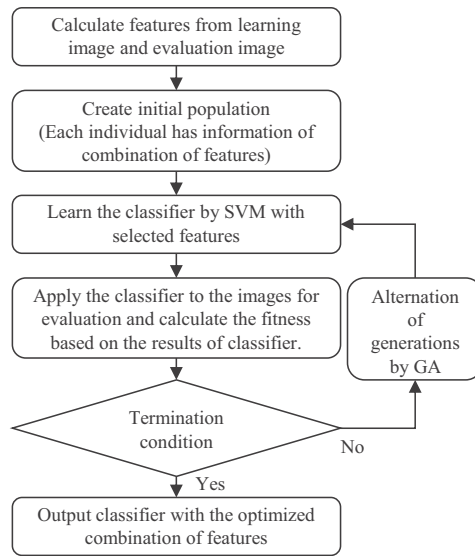 Calculate features from learning
image and evaluation image
Create initial population
(Each individual has information of
combination of features)
Learn the classifier by SVM with
selected features
Apply the classifier to the images for
evaluation and calculate the fitness
based on the results of classifier.
Alternation
of
generations
by GA
Termination
condition
No
Yes
Output classifier with the optimized
combination of features